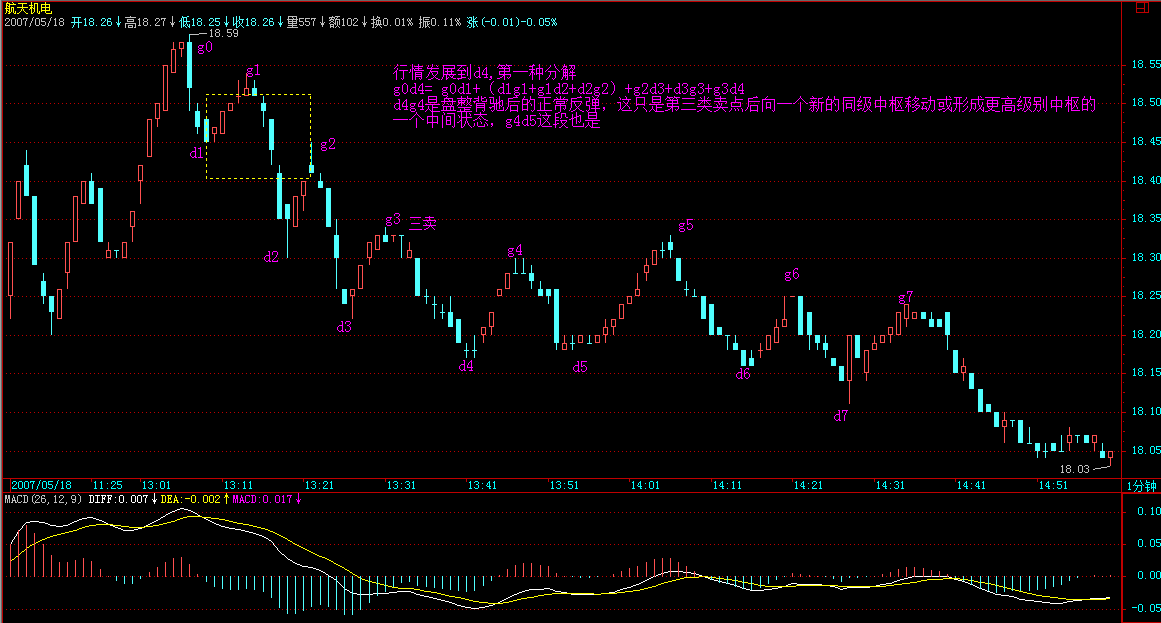 航天机电
2007/05/18 开18.26↓高18.27↓低18.25↓收18.26↓量557↓额102↓换0.01% 振0.11% 涨(-0.01)-0.05%
18.59
g0
g1
行情发展到d4,第一种分解
g0d4= g0d1+（d1g1+g1d2+d2g2）+g2d3+d3g3+g3d4
d4g4是盘整背驰后的正常反弹，这只是第三类卖点后向一个新的同级中枢移动或形成更高级别中枢的
一个中间状态，g4d5这段也是
d1
g2
d2
g3 三卖
g4
g5
g6
g7
d3
d4
d5
d6
d7
18.03
18.55
18.50
18.45
18.40
18.35
18.30
18.25
18.20
18.15
18.10
18.05
2007/05/18 11:25 13:01 13:11 13:21 13:31 13:41 13:51 14:01 14:11 14:21 14:31 14:41 14:51 1分钟
MACD(26,12,9) DIFF:0.007↓DEA:-0.002↑MACD:0.017↓
0.10
0.05
0.00
-0.05